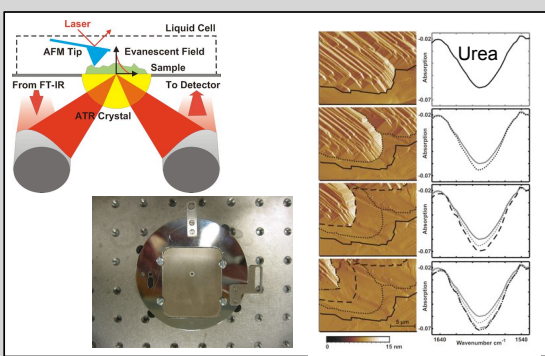 Laser
Liquid Cell
AFM Tip
Evanescent Field
Sample
From FT-IR
To Detector
ATR Crystal
Urea
-0.02
Absorption
-0.07
-0.02
Absorption
-0.07
-0.02
Absorption
-0.07
-0.02
Absorption
-0.07
5 µm
0
15 nm
1640
Wavenumber cm⁻¹
1540